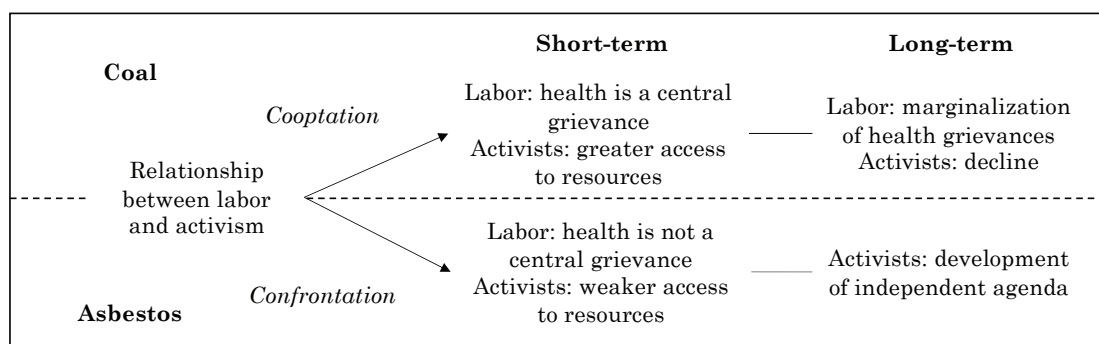 Short-term
Long-term
Coal
Cooptation
Labor: health is a central
grievance
Activists: greater access
to resources
Labor: marginalization
of health grievances
Activists: decline
Relationship
between labor
and activism
Labor: health is not a
central grievance
Activists: weaker access
to resources
Activists: development
of independent agenda
Confrontation
Asbestos